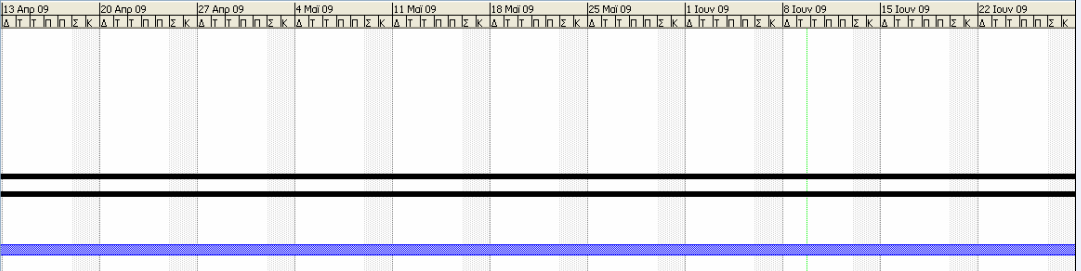 13 Απρ 09 20 Απρ 09 27 Απρ 09 4 Μαϊ 09 11 Μαϊ 09 18 Μαϊ 09 25 Μαϊ 09 1 Ιουν 09 8 Ιουν 09 15 Ιουν 09 22 Ιουν 09
Δ Τ Τ Π Π Σ Κ Δ Τ Τ Π Π Σ Κ Δ Τ Τ Π Π Σ Κ Δ Τ Τ Π Π Σ Κ Δ Τ Τ Π Π Σ Κ Δ Τ Τ Π Π Σ Κ Δ Τ Τ Π Π Σ Κ Δ Τ Τ Π Π Σ Κ Δ Τ Τ Π Π Σ Κ Δ Τ Τ Π Π Σ Κ Δ Τ Τ Π Π Σ Κ